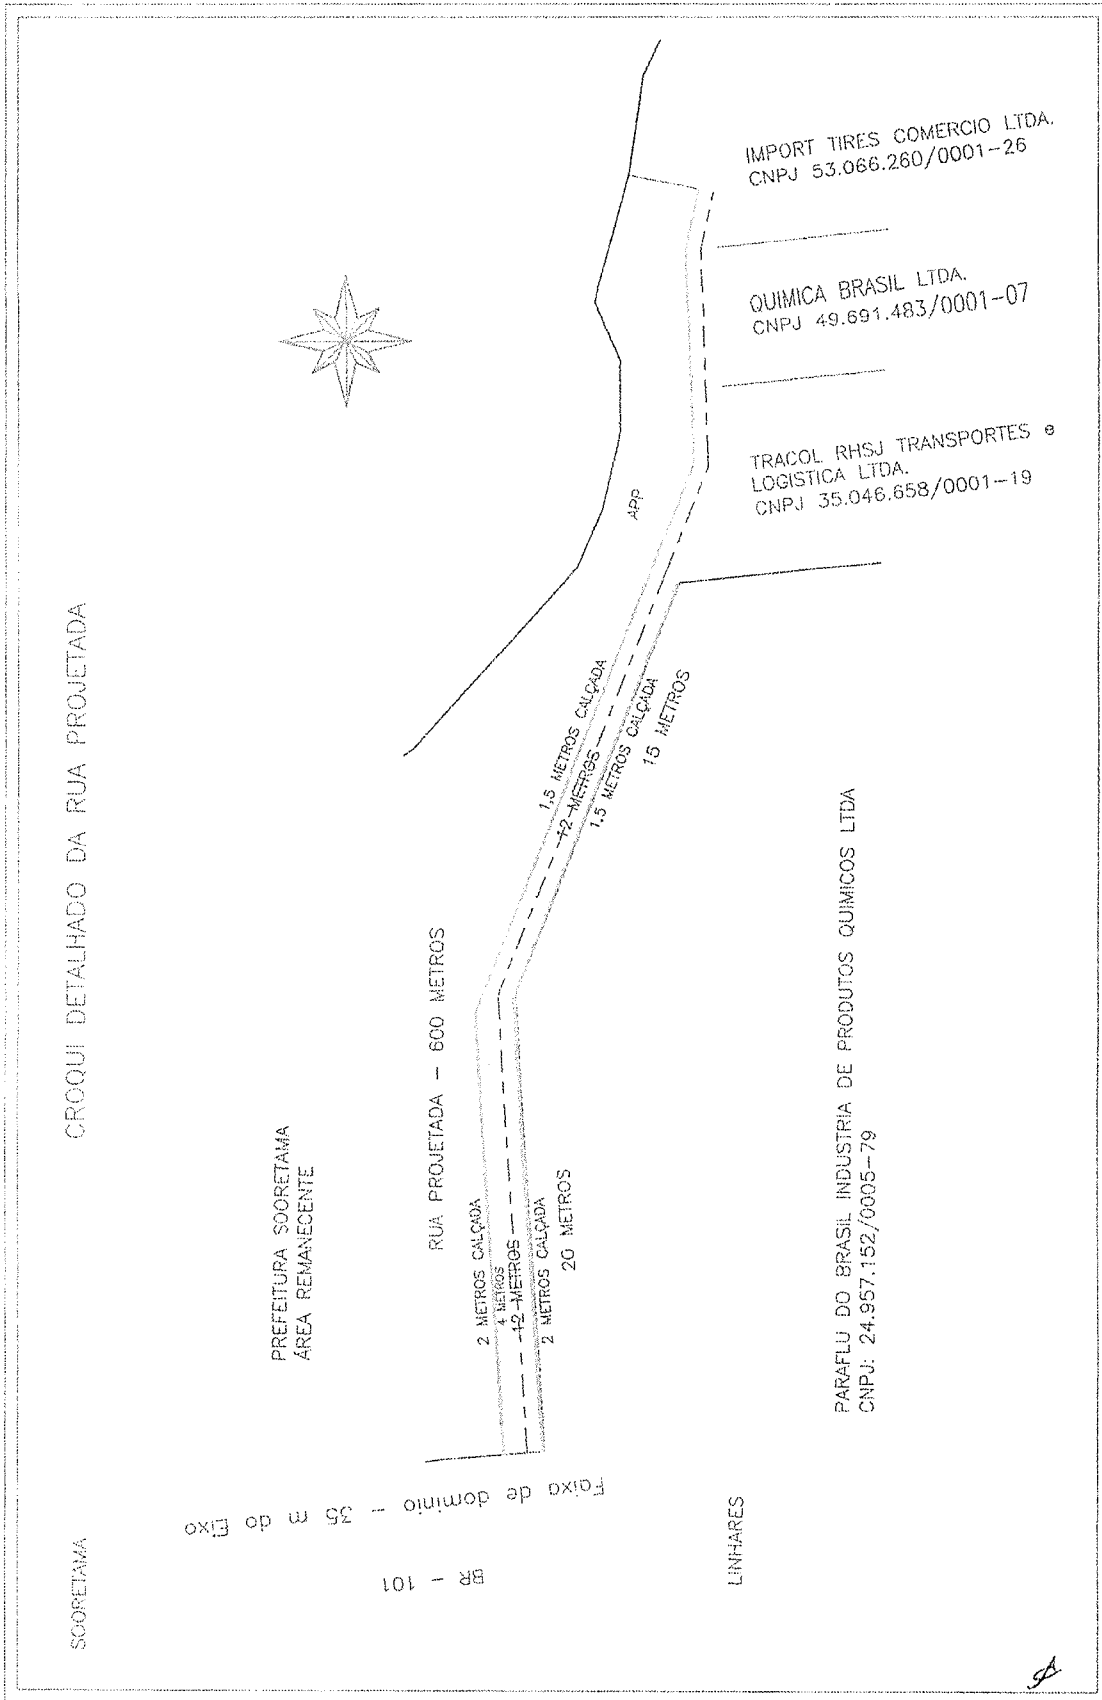 CROQUI DETALHADO DA RUA PROJETADA
SOORETAMA
PREFEITURA SOORETAMA
ÁREA REMANECENTE
RUA PROJETADA - 600 METROS
BR - 101
Faixa de dominio - 35 m do Eixo
2 METROS CALÇADA
4 METROS
12 METROS
2 METROS CALÇADA
20 METROS
1,5 METROS CALÇADA
12 METROS
1.5 METROS CALÇADA
15 METROS
APP
LINHARES
PARAFLU DO BRASIL INDUSTRIA DE PRODUTOS QUIMICOS LTDA
CNPJ: 24.957.152/0005-79
TRACOL RHSJ TRANSPORTES e
LOGISTICA LTDA.
CNPJ 35.046.658/0001-19
QUIMICA BRASIL LTDA.
CNPJ 49.691.483/0001-07
IMPORT TIRES COMERCIO LTDA.
CNPJ 53.066.260/0001-26